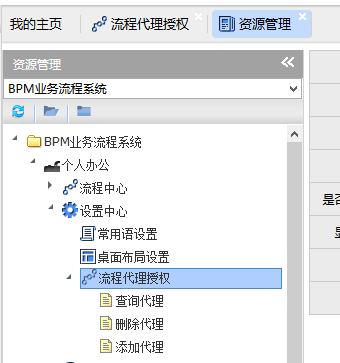 我的主页 流程代理授权 资源管理
资源管理
BPM业务流程系统
BPM业务流程系统
个人办公
流程中心
设置中心
常用语设置
桌面布局设置
流程代理授权
查询代理
删除代理
添加代理
是否